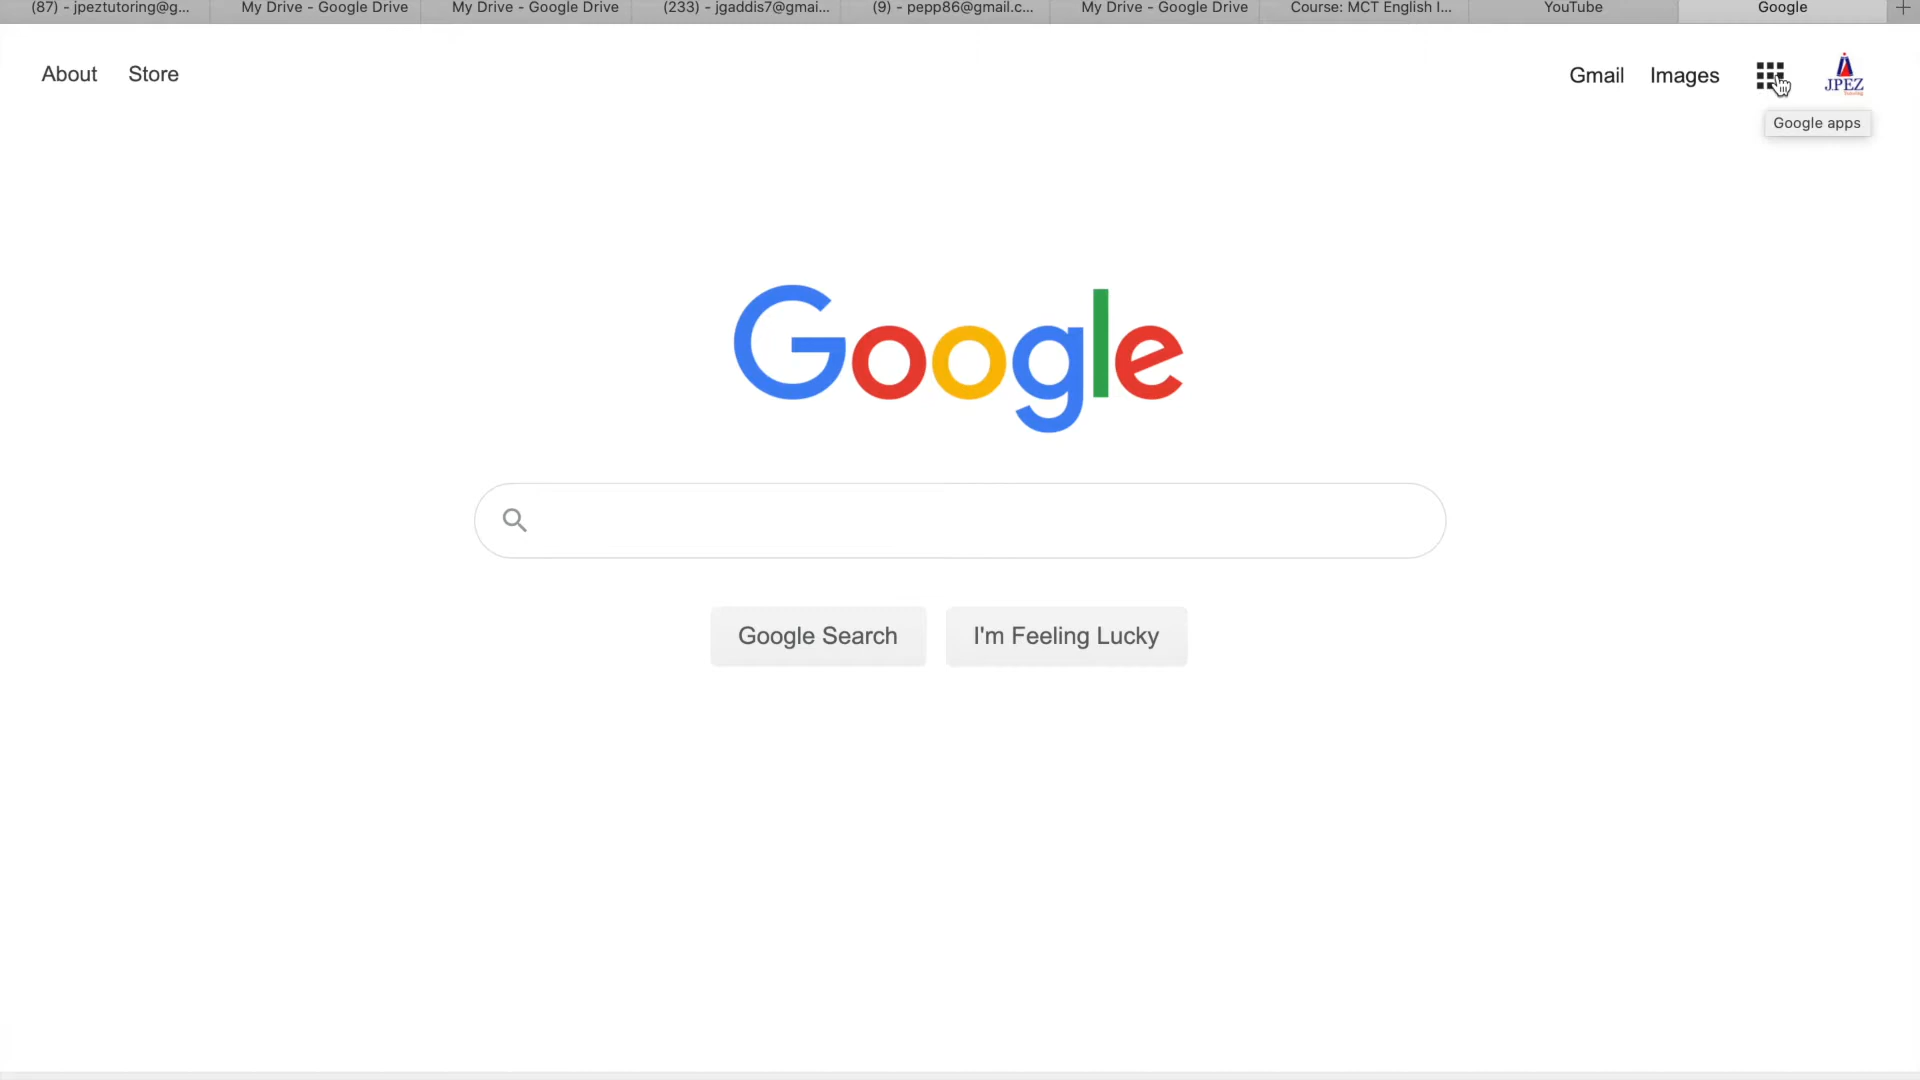 (87) - jpeztutoring@g...
My Drive - Google Drive
My Drive - Google Drive
(233) - jgaddis7@gmai...
(9) - pepp86@gmail.c...
My Drive - Google Drive
Course: MCT English I...
YouTube
Google
About
Store
Gmail
Images
JPEZ
Google apps
Google
Google Search
I'm Feeling Lucky